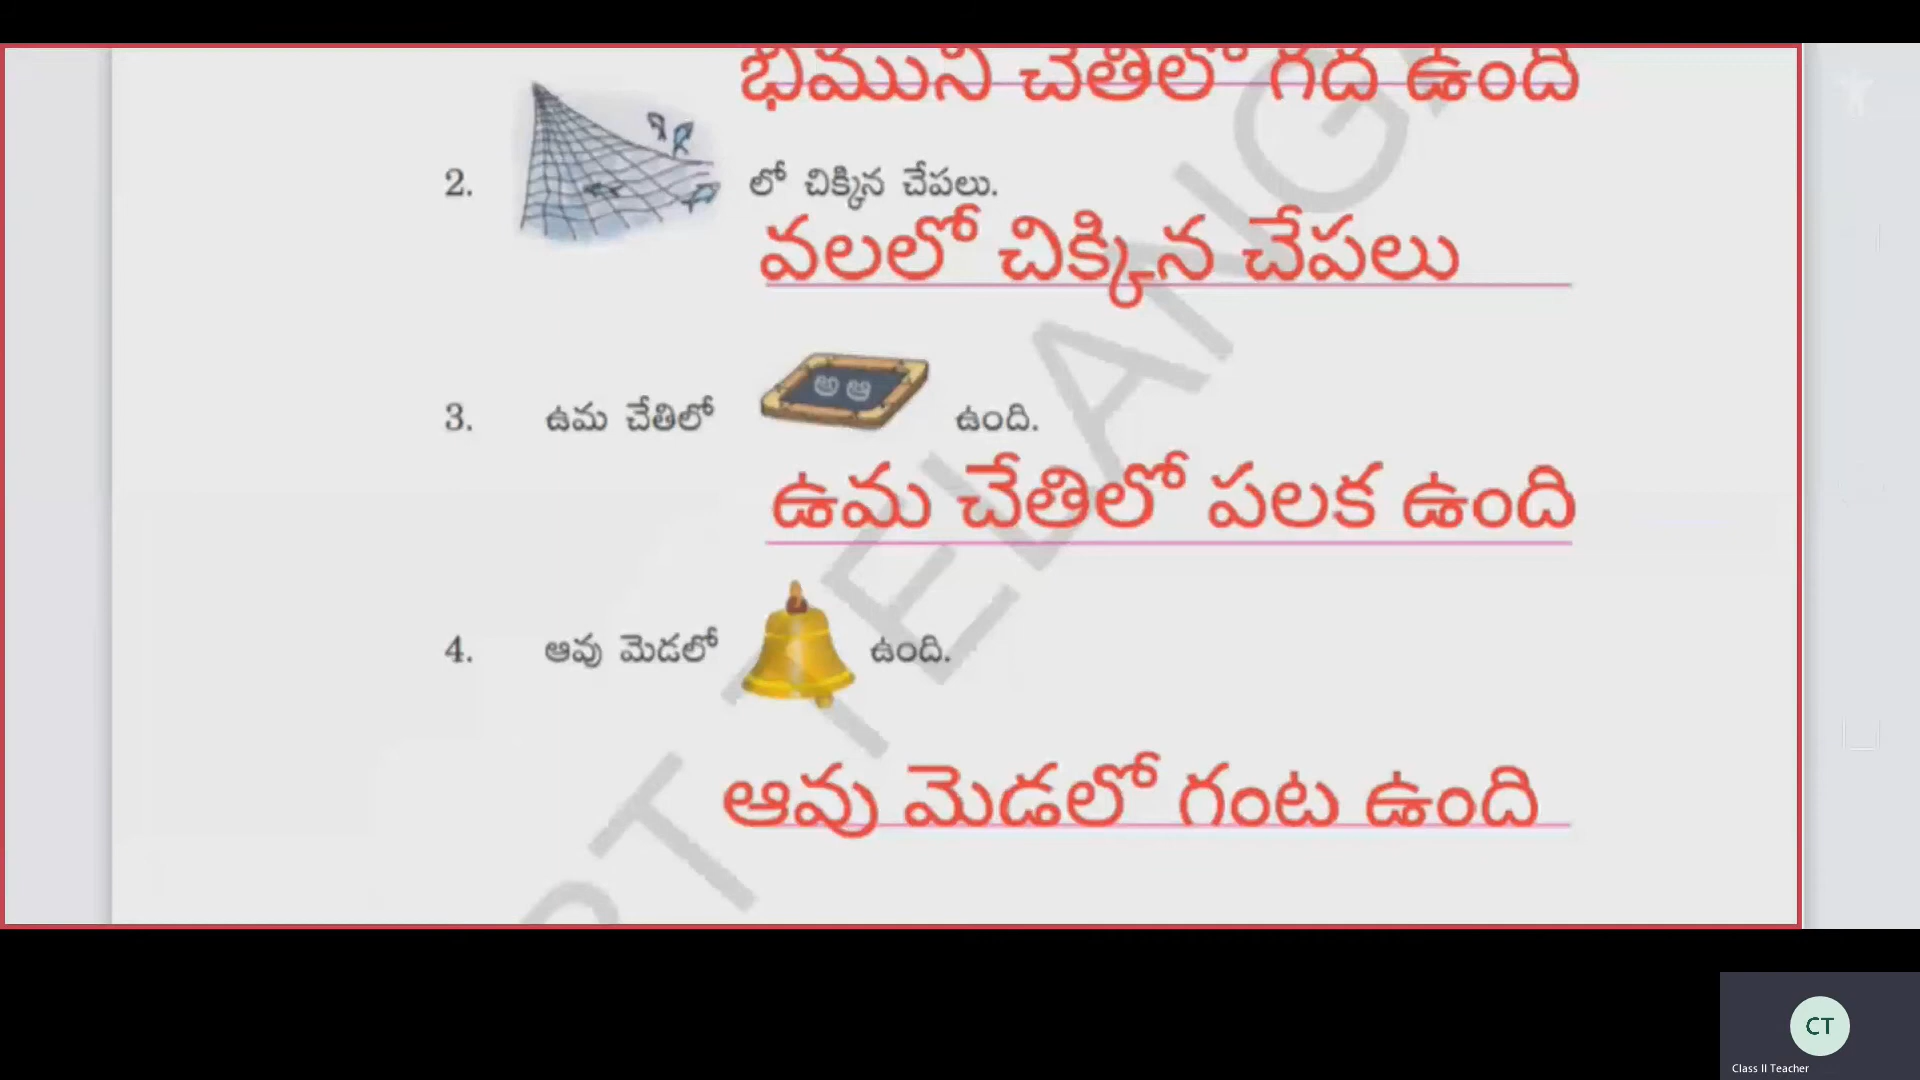 భీముని చేతిలో గద ఉంది
2. లో చిక్కిన చేపలు.
వలలో చిక్కిన చేపలు
అ ఆ
3. ఉమ చేతిలో ఉంది.
ఉమ చేతిలో పలక ఉంది
4. ఆవు మెడలో ఉంది.
ఆవు మెడలో గంట ఉంది
CT
Class II Teacher